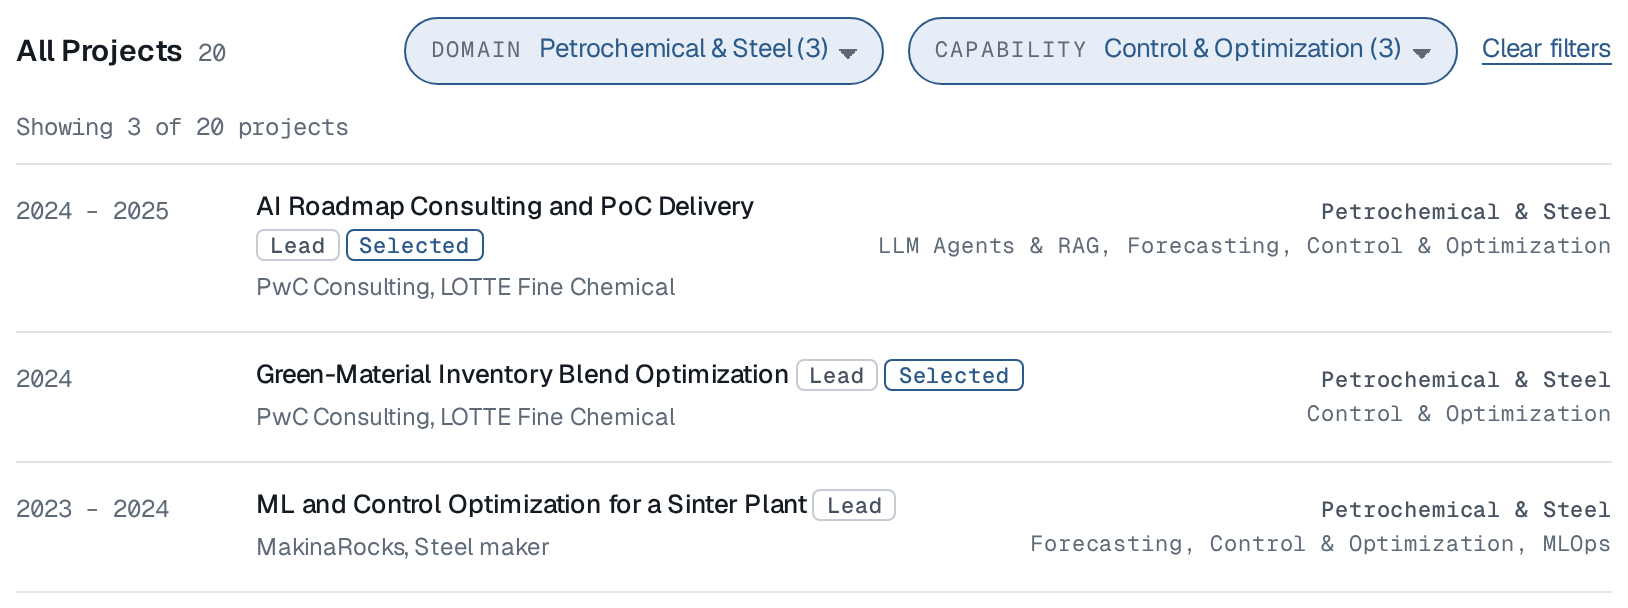 All Projects 20 DOMAIN Petrochemical & Steel (3) CAPABILITY Control & Optimization (3) Clear filters
Showing 3 of 20 projects
2024 – 2025 AI Roadmap Consulting and PoC Delivery Petrochemical & Steel
Lead Selected LLM Agents & RAG, Forecasting, Control & Optimization
PwC Consulting, LOTTE Fine Chemical
2024 Green-Material Inventory Blend Optimization Lead Selected Petrochemical & Steel
PwC Consulting, LOTTE Fine Chemical Control & Optimization
2023 – 2024 ML and Control Optimization for a Sinter Plant Lead Petrochemical & Steel
MakinaRocks, Steel maker Forecasting, Control & Optimization, MLOps